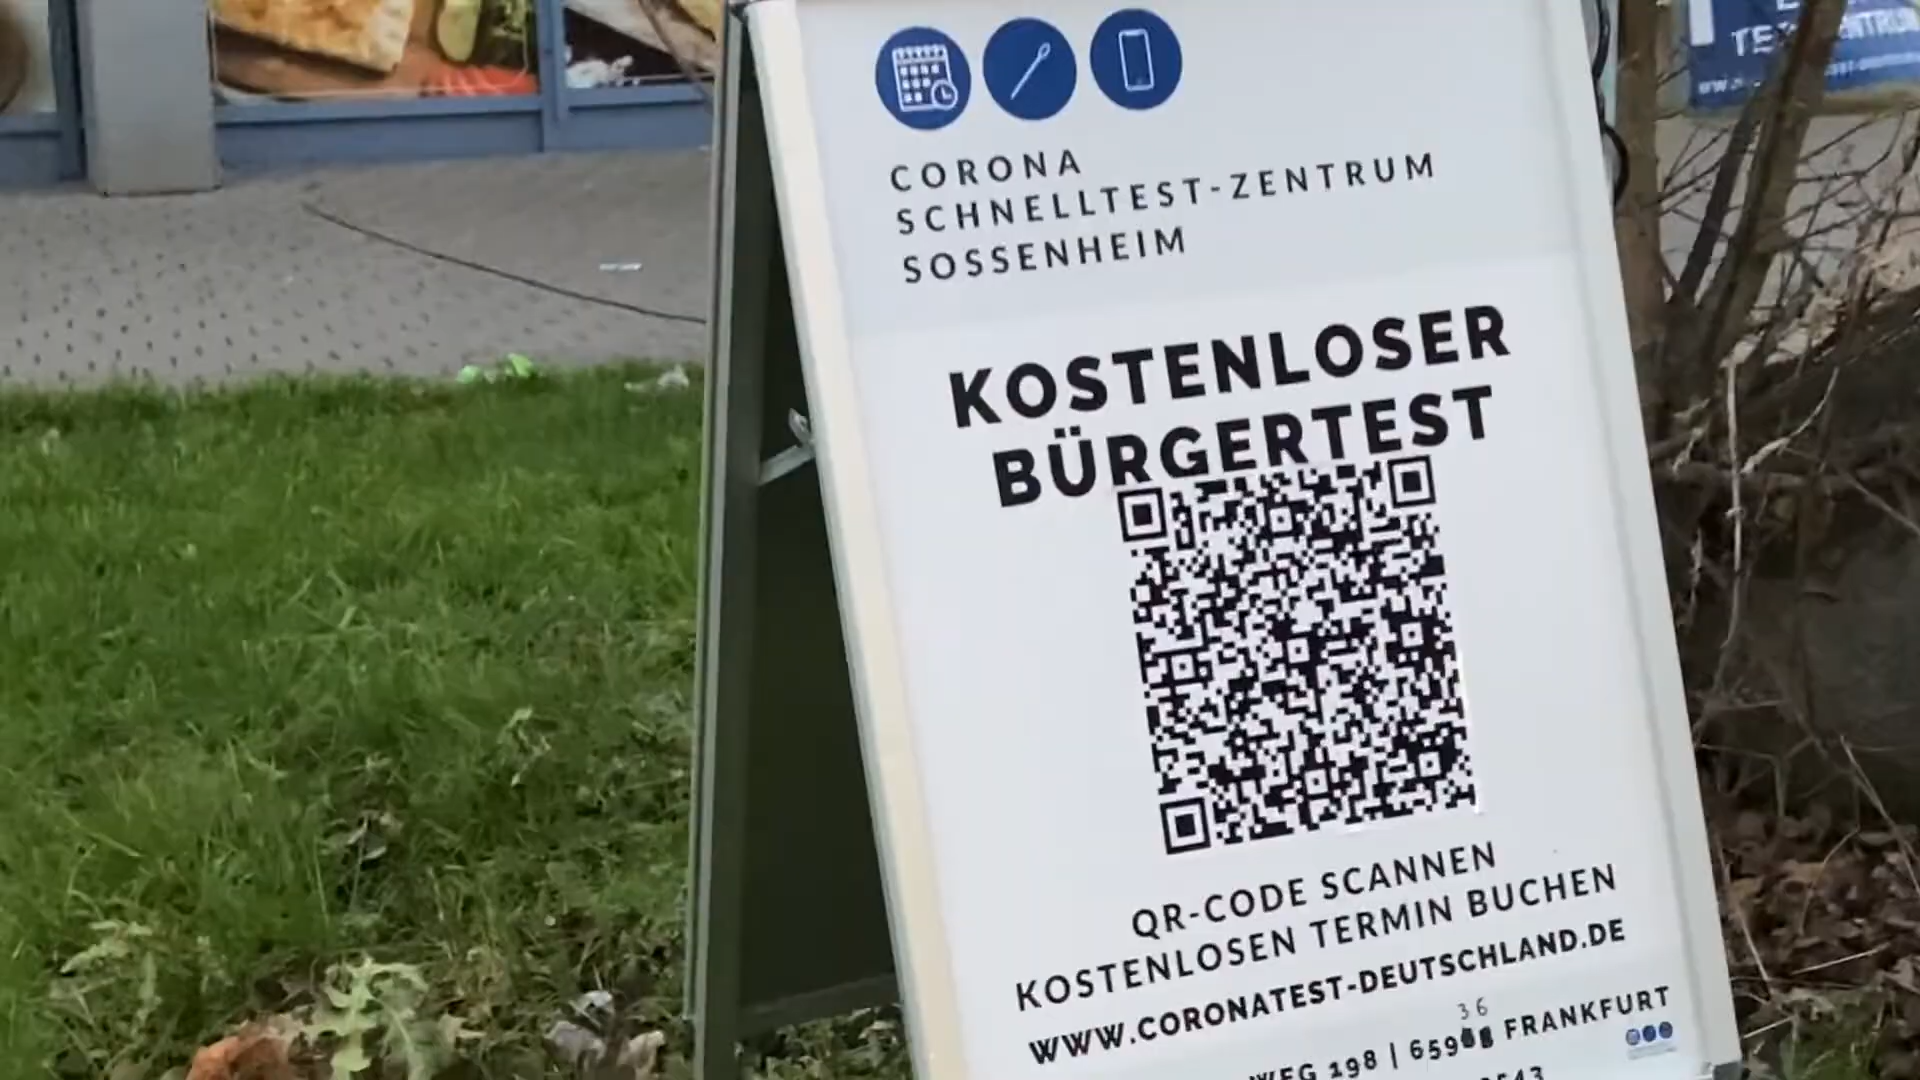 CORONA
SCHNELLTEST-ZENTRUM
SOSSENHEIM
KOSTENLOSER
BÜRGERTEST
QR-CODE SCANNEN
KOSTENLOSEN TERMIN BUCHEN
WWW.CORONATEST-DEUTSCHLAND.DE
36
WEG 198 | 659 FRANKFURT